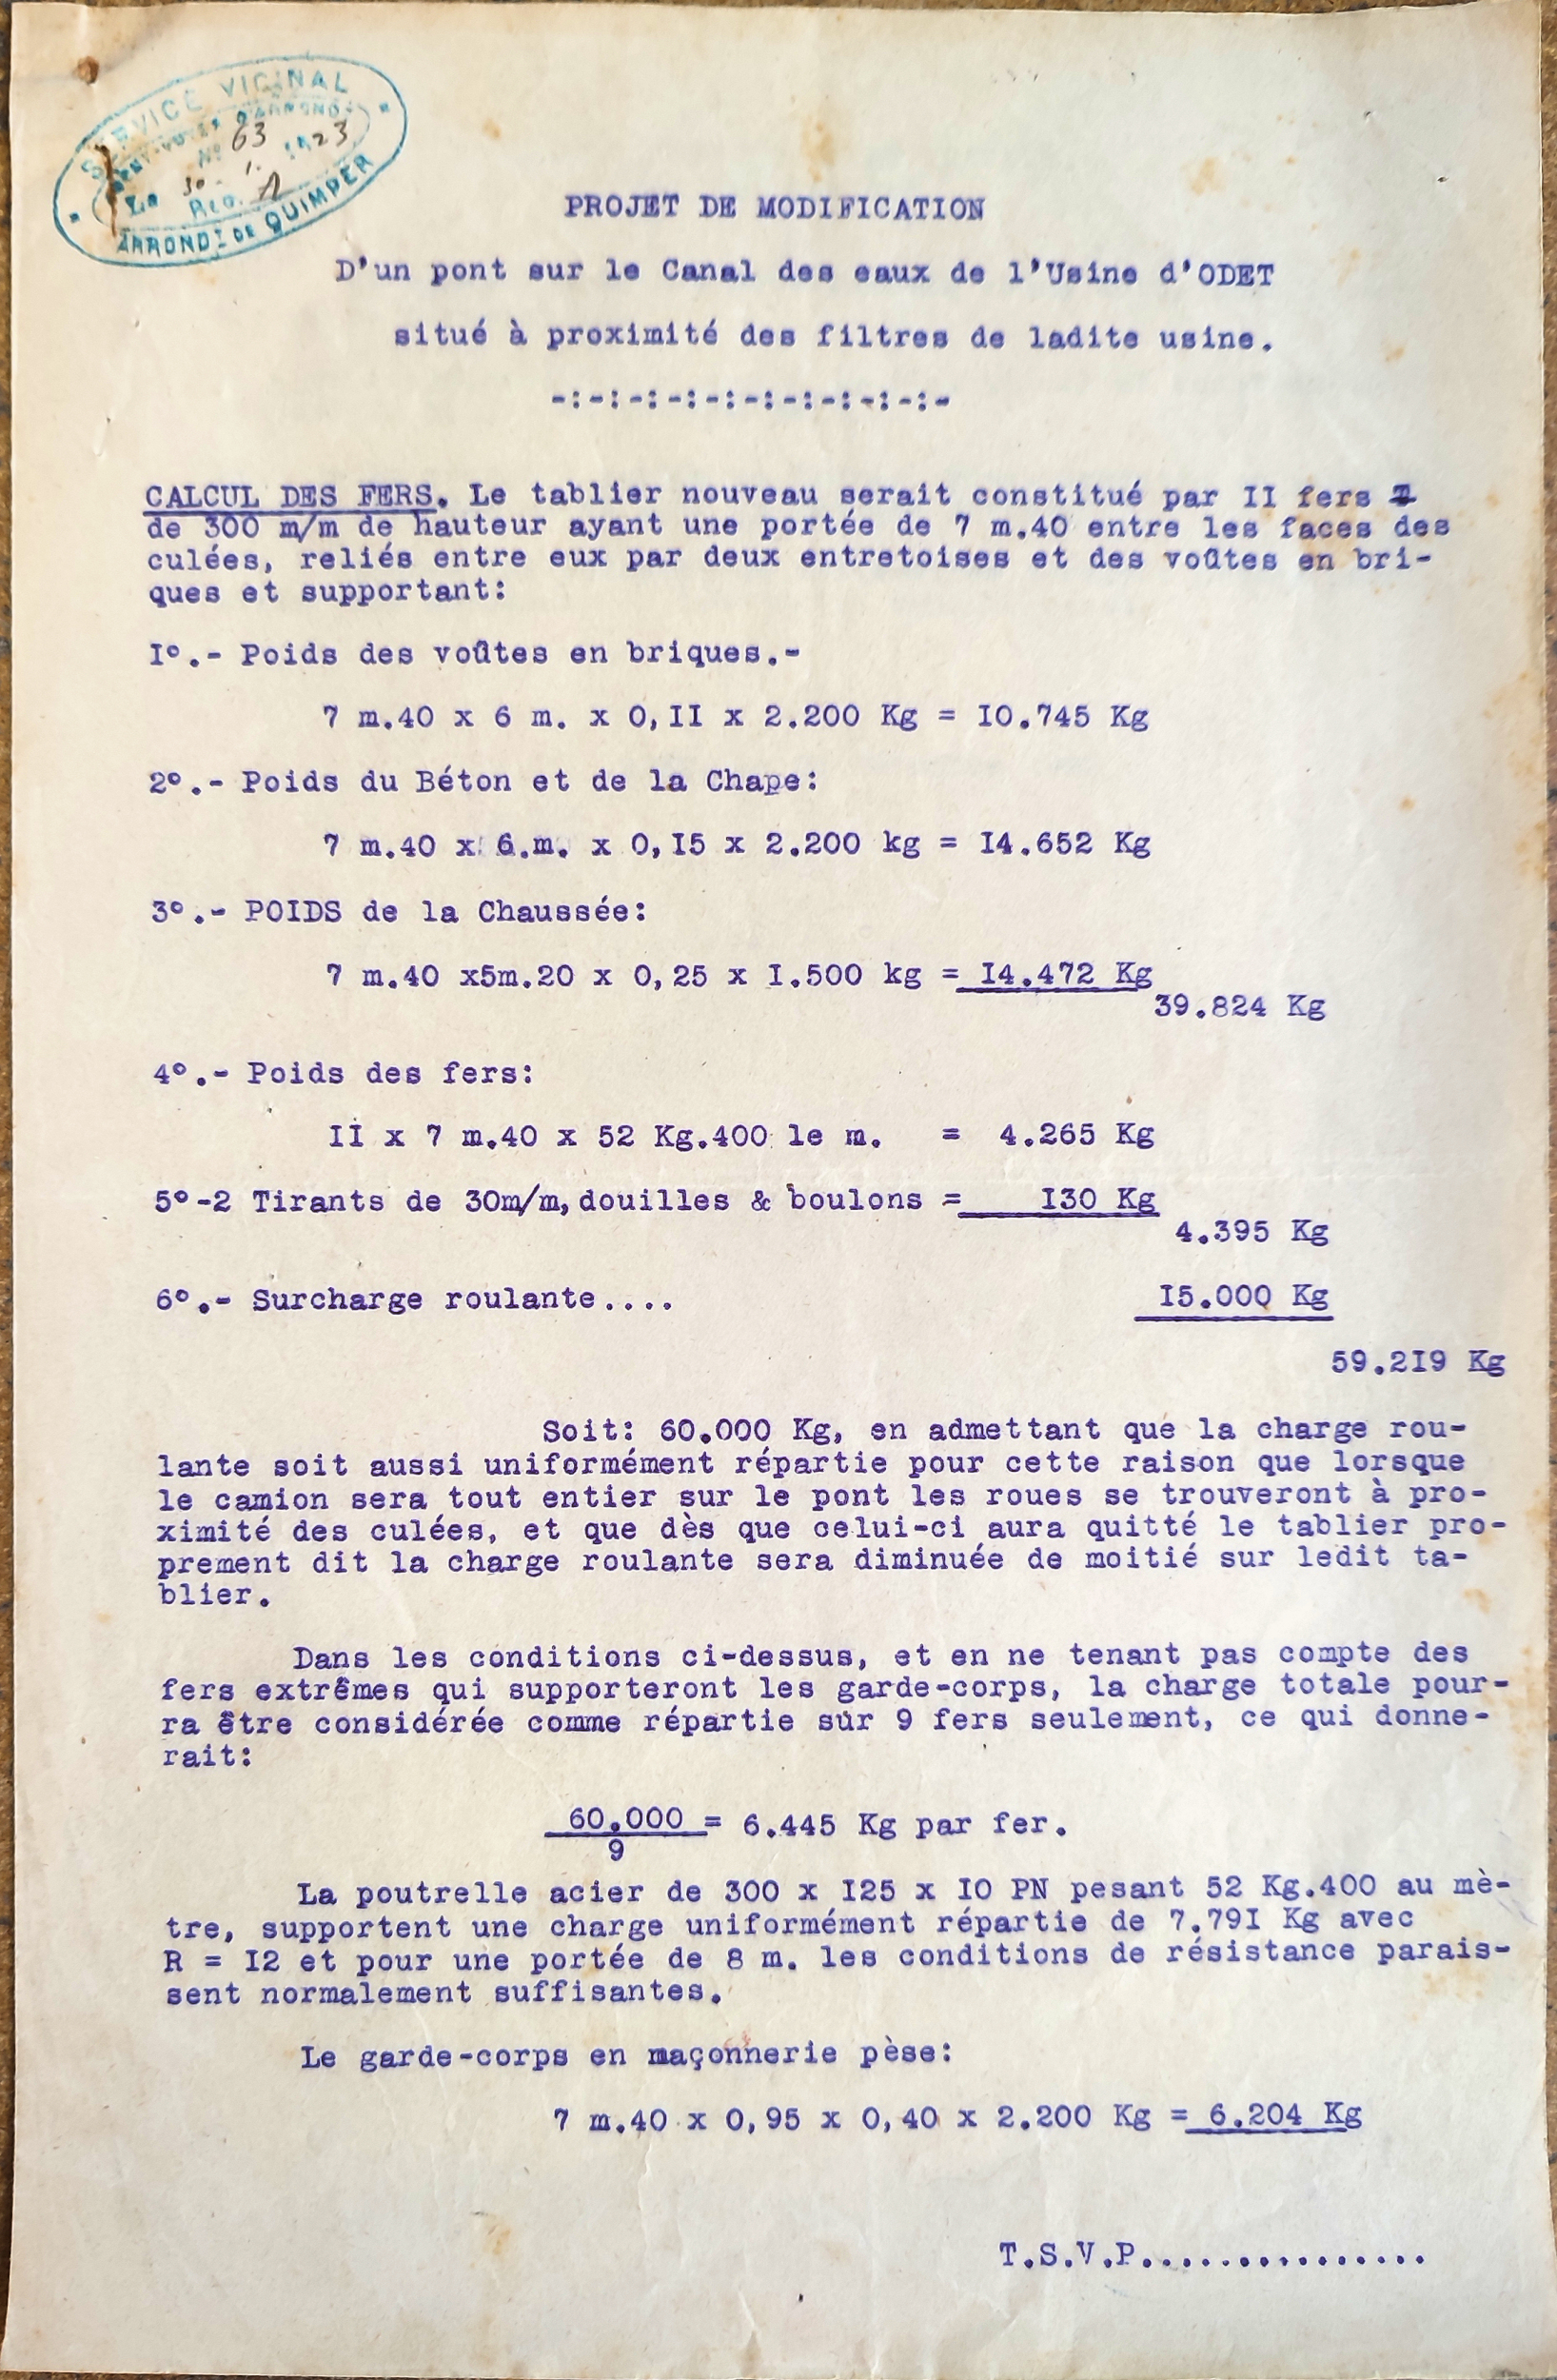 SERVICE VICINAL
AGENT-VOYER D'ARROND.
N° 63
Le 30 - 1. 1923
Reg. 
ARROND.T DE QUIMPER
PROJET DE MODIFICATION
D'un pont sur le Canal des eaux de l'Usine d'ODET
situé à proximité des filtres de ladite usine.
-:-:-:-:-:-:-:-:-:-:-
CALCUL DES FERS. Le tablier nouveau serait constitué par II fers I
de 300 m/m de hauteur ayant une portée de 7 m.40 entre les faces des
culées, reliés entre eux par deux entretoises et des voûtes en bri-
ques et supportant:
I°.- Poids des voûtes en briques.-
7 m.40 x 6 m. x 0,II x 2.200 Kg = I0.745 Kg
2°.- Poids du Béton et de la Chape:
7 m.40 x 6.m. x 0,I5 x 2.200 kg = I4.652 Kg
3°.- POIDS de la Chaussée:
7 m.40 x5m.20 x 0,25 x I.500 kg = I4.472 Kg
39.824 Kg
4°.- Poids des fers:
II x 7 m.40 x 52 Kg.400 le m. = 4.265 Kg
5°-2 Tirants de 30m/m, douilles & boulons = I30 Kg
4.395 Kg
6°.- Surcharge roulante.... I5.000 Kg
59.2I9 Kg
Soit: 60.000 Kg, en admettant que la charge rou-
lante soit aussi uniformément répartie pour cette raison que lorsque
le camion sera tout entier sur le pont les roues se trouveront à pro-
ximité des culées, et que dès que celui-ci aura quitté le tablier pro-
prement dit la charge roulante sera diminuée de moitié sur ledit ta-
blier.
Dans les conditions ci-dessus, et en ne tenant pas compte des
fers extrêmes qui supporteront les garde-corps, la charge totale pour-
ra être considérée comme répartie sur 9 fers seulement, ce qui donne-
rait:
60.000 = 6.445 Kg par fer.
9
La poutrelle acier de 300 x I25 x I0 PN pesant 52 Kg.400 au mè-
tre, supportent une charge uniformément répartie de 7.79I Kg avec
R = I2 et pour une portée de 8 m. les conditions de résistance parais-
sent normalement suffisantes.
Le garde-corps en maçonnerie pèse:
7 m.40 x 0,95 x 0,40 x 2.200 Kg = 6.204 Kg
T.S.V.P................